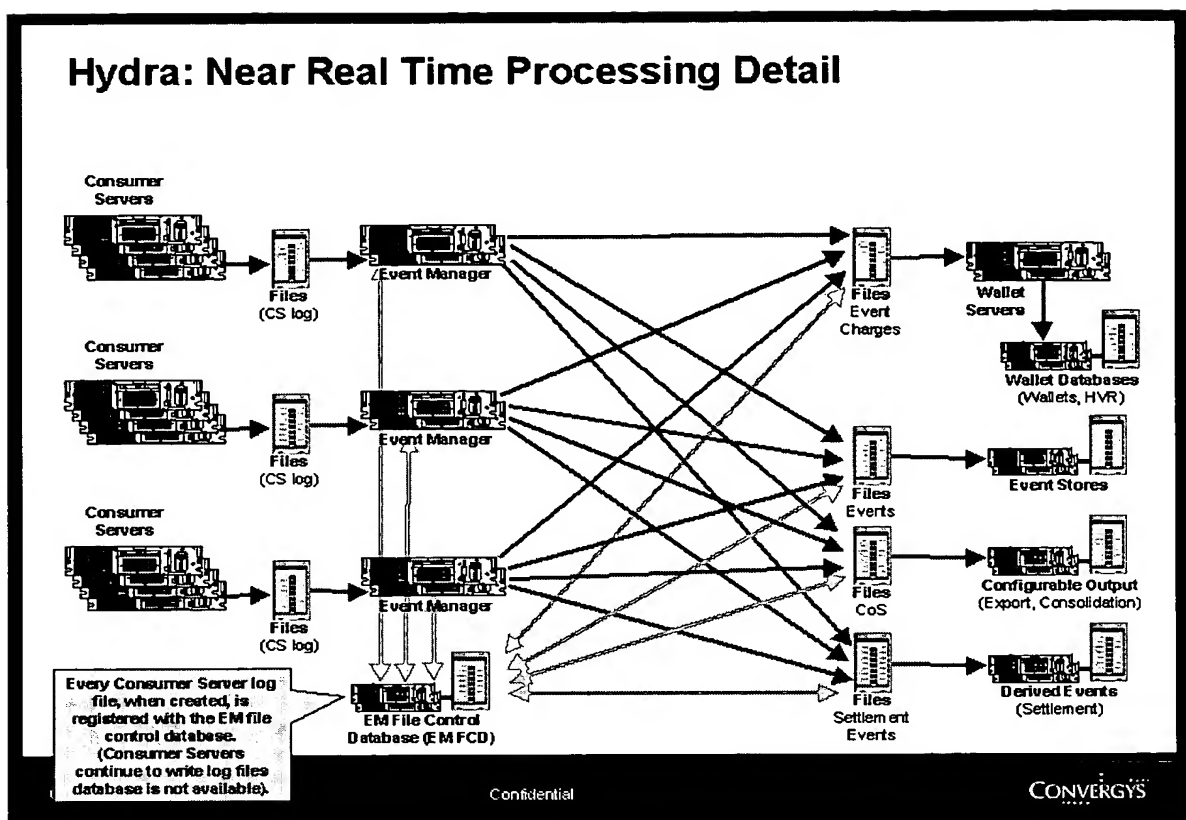 Hydra: Near Real Time Processing Detail
Consumer
Servers
Files
(CS log)
Event Manager
Files
Event
Charges
Wallet
Servers
Wallet Databases
(Wallets, HVR)
Consumer
Servers
Files
(CS log)
Event Manager
Files
Events
Event Stores
Consumer
Servers
Files
(CS log)
Event Manager
Files
CoS
Configurable Output
(Export, Consolidation)
Files
Settlement
Events
Derived Events
(Settlement)
EM File Control
Database (EM FCD)
Every Consumer Server log
file, when created, is
registered with the EM file
control database.
(Consumer Servers
continue to write log files
database is not available).
Confidential
CONVERGYS